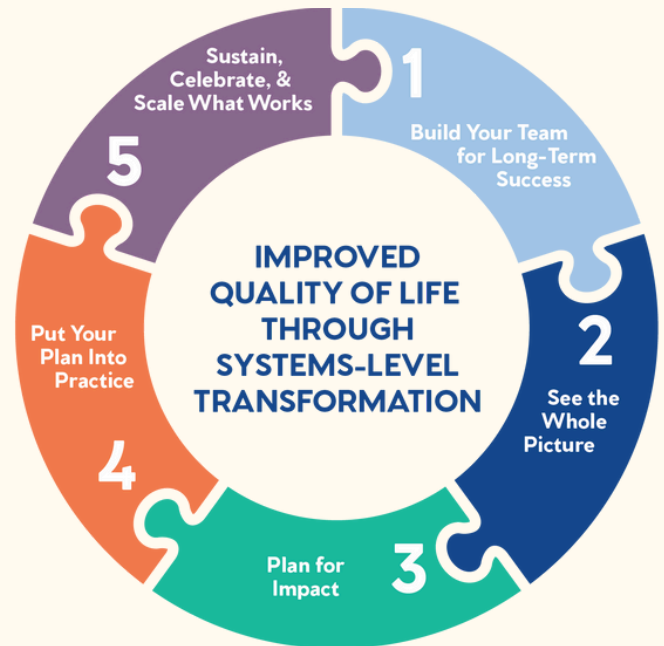 1
Build Your Team
for Long-Term
Success
2
See the
Whole
Picture
3
Plan for
Impact
4
Put Your
Plan Into
Practice
5
Sustain,
Celebrate, &
Scale What Works
IMPROVED
QUALITY OF LIFE
THROUGH
SYSTEMS-LEVEL
TRANSFORMATION